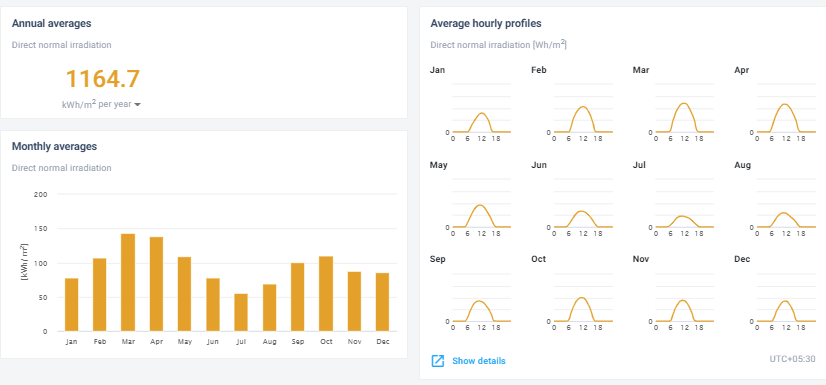 Annual averages
Direct normal irradiation
1164.7
kWh/m² per year
Monthly averages
Direct normal irradiation
200
150
100
50
0
[kWh/ m²]
Jan Feb Mar Apr May Jun Jul Aug Sep Oct Nov Dec
Average hourly profiles
Direct normal irradiation [Wh/m²]
Jan Feb Mar Apr
0 0 0 0
0 6 12 18 0 6 12 18 0 6 12 18 0 6 12 18
May Jun Jul Aug
0 0 0 0
0 6 12 18 0 6 12 18 0 6 12 18 0 6 12 18
Sep Oct Nov Dec
0 0 0 0
0 6 12 18 0 6 12 18 0 6 12 18 0 6 12 18
Show details
UTC+05:30